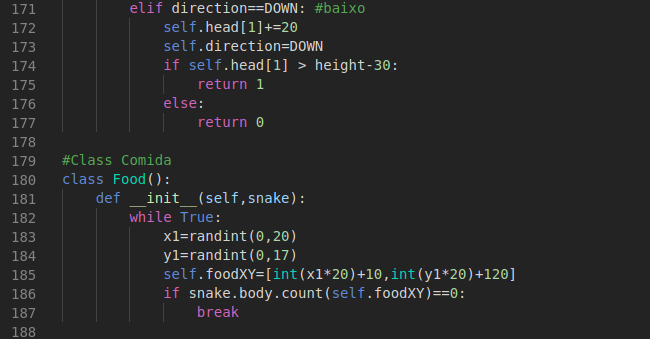 171         elif direction==DOWN: #baixo
172             self.head[1]+=20
173             self.direction=DOWN
174             if self.head[1] > height-30:
175                 return 1
176             else:
177                 return 0
178
179 #Class Comida
180 class Food():
181     def __init__(self,snake):
182         while True:
183             x1=randint(0,20)
184             y1=randint(0,17)
185             self.foodXY=[int(x1*20)+10,int(y1*20)+120]
186             if snake.body.count(self.foodXY)==0:
187                 break
188